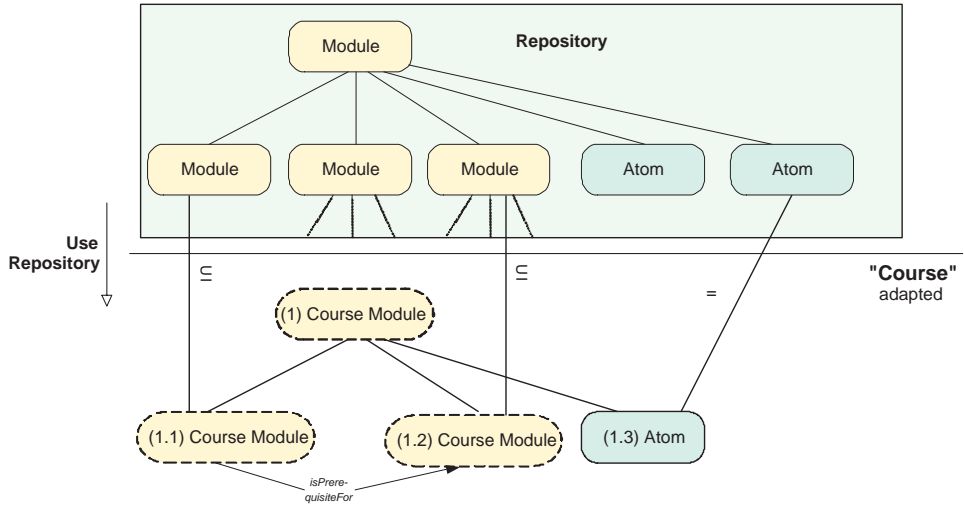 Module
Repository
Module
Module
Module
Atom
Atom
Use
Repository
⊆
⊆
=
"Course"
adapted
(1) Course Module
(1.1) Course Module
(1.2) Course Module
(1.3) Atom
isPrere-
quisiteFor